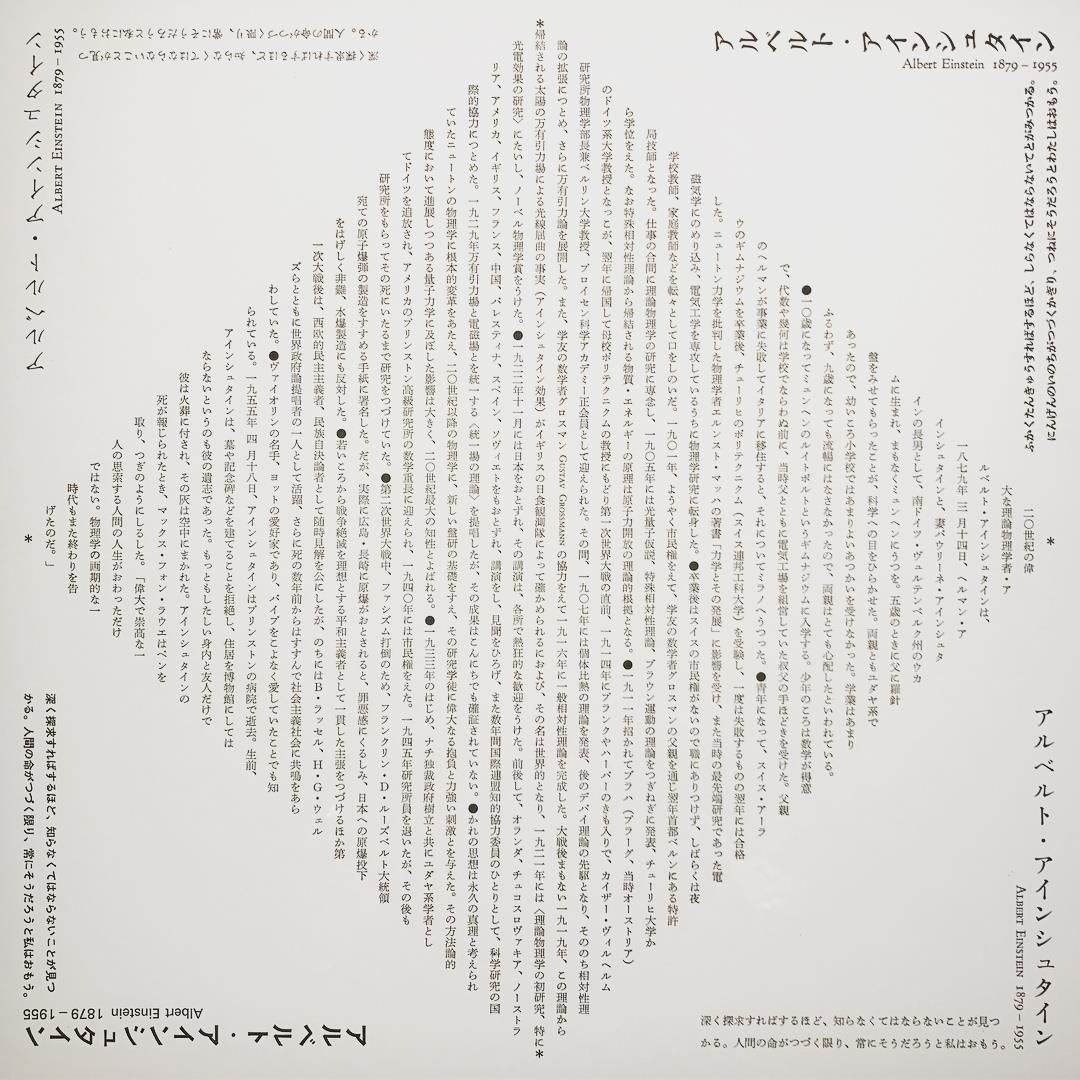 アルベルト・アインシュタイン
Albert Einstein 1879–1955
ふかくたんきゅうすればするほど、しらなくてはならないことがみつかる。
にんげんのいのちがつづくかぎり、つねにそうだろうとわたしはおもう。
*
二〇世紀の偉
大な理論物理学者・ア
ルベルト・アインシュタインは、
一八七九年三月十四日、ヘルマン・ア
インシュタインと、妻パウリーネ・アインシュタ
インの長男として、南ドイツ・ヴュルテンベルク州のウカ
ムに生まれ、まもなくミュンヘンにうつる。五歳のときに父に羅針
盤をみせてもらったことが、科学への目をひらかせた。両親ともユダヤ系で
あったので、幼いころ小学校ではあまりよいあつかいを受けなかった。学業はあまり
ふるわず、九歳になっても流暢にはなさなかったので、両親はとても心配したといわれている。
●一〇歳になってミュンヘンのルイトポルトというギムナジウムに入学する。少年のころは数学が得意
で、代数や幾何は学校でならわぬ前に、当時父とともに電気工場を経営していた叔父の手ほどきを受けた。父親
のヘルマンが事業に失敗してイタリアに移住すると、それについてミラノへうつった。●青年になって、スイス・アーラ
ウのギムナジウムを卒業後、チューリヒのポリテクニクム（スイス連邦工科大学）を受験し、一度は失敗するものの翌年には合格
した。ニュートン力学を批判した物理学者エルンスト・マッハの著書「力学とその発展」に影響を受け、また当時の最先端研究であった電
磁気学にのめり込み、電気工学を専攻しているうちに物理学に転身。●卒業後はスイスの市民権がないので職にありつけず、しばらくは夜
学校教師、家庭教師などを転々として口をしのいだ。一九〇一年、ようやく市民権をえて、学友の数学者グロスマンの父親を通じ翌年首都ベルンにある特許
局技師となった。仕事の合間に理論物理学の研究に専念し、一九〇五年には光量子仮説、特殊相対性理論、ブラウン運動の理論をつぎねぎに発表、チューリヒ大学か
ら学位をえた。なお特殊相対性理論から帰結される物質・エネルギーの原理は原子力開放の理論的根拠となる。●一九一一年招かれてプラハ（プラーグ、当時オーストリア）
のドイツ系大学教授となっこが、翌年に帰国して母校ポリテクニクムの教授にもどり第一次世界大戦の直前、一九一四年にプランクやハーバーのきも入りで、カイザー・ヴィルヘルム
研究所物理学部長兼ベルリン大学教授、プロイセン科学アカデミー正会員として迎えられた。その間、一九〇七年には個体比熱の理論を発表、後のデバイ理論の先駆となり、そののち相対性理
論の拡張につとめ、さらに万有引力論を展開した。また、学友の数学者グロスマン Gustav Grossmann の協力をえて一九一六年に一般相対性理論を完成した。大戦後まもない一九一九年、この理論から
*帰結される太陽の万有引力場による光線屈曲の事実（アインシュタイン効果）がイギリスの日食観測隊によって確かめられるにおよび、その名は世界的となり、一九二一年には〈理論物理学の初研究、特に*
光電効果の研究〉にたいし、ノーベル物理学賞をうけた。●一九二二年十一月には日本をおとずれ、その講演は、各所で熱狂的な歓迎をうけた。前後して、オランダ、チェコスロヴァキア、ノーストラ
リア、アメリカ、イギリス、フランス、中国、パレスティナ、スペイン、ソヴィエトをもおとずれ、講演をし、見聞をひろげ、また数年間国際連盟知的協力委員のひとりとして、科学研究の国
際的協力につとめた。一九二九年万有引力場と電磁場とを統一する〈統一場の理論〉を提唱したが、その成果はこんにちでも確証されていない。●かれの思想は永久の真理と考えられ
ていたニュートンの物理学に根本的変革をあたえ、二〇世紀以降の物理学に、新しい盤研の基礎をすえ、その研究学徒に偉大なる抱負と力強い刺激とを与えた。その方法論的
態度において進展しつつある量子力学に及ぼした影響は大きく、二〇世紀最大の知性とよばれる。●一九三三年のはじめ、ナチ独裁政府樹立と共にユダヤ系学者とし
てドイツを追放され、アメリカのプリンストン高級研究所の数学重長に迎えられ、一九四〇年には市民権をえた。一九四五年研究所員を退いたが、その後も
研究所をもらってその死にいたるまで研究をつづけていた。●第二次世界大戦中、ファシズム打倒のため、フランクリン・D・ルーズベルト大統領
宛ての原子爆弾の製造をすすめる手紙に署名した。だが、実際に広島・長崎に原爆がおとされると、罪悪感にくるしみ、日本への原爆投下
をはげしく非難、水爆製造にも反対した。●若いころから戦争絶滅を理想とする平和主義者として一貫した主張をつづけるほか第
一次大戦後は、西欧的民主主義者、民族自決論者として随時見解を公にしたが、のちにはB・ラッセル、H・G・ウェル
ズらとともに世界政府論提唱者の一人として活躍、さらに死の数年前からはすすんで社会主義社会に共鳴をあら
わしていた。●ヴァイオリンの名手、ヨットの愛好家であり、パイプをこよなく愛していたことでも知
られている。一九五五年 四月十八日、アインシュタインはプリンストンの病院で逝去。生前、
アインシュタインは、墓や記念碑などを建てることを拒絶し、住居を博物館にしては
ならないというのも彼の遺志であった。もっともしたしい身内と友人だけで
彼は火葬に付され、その灰は空中にまかれた。アインシュタインの
死が報じられたとき、マックス・フォン・ラウエはペンを
取り、つぎのようにしるした。「偉大で崇高な一
人の思索する人間の人生がおわっただけ
ではない。物理学の画期的な一
時代もまた終わりを告
げたのだ。」
*
アルベルト・アインシュタイン
Albert Einstein 1879–1955
深く探求すればするほど、知らなくてはならないことが見つ
かる。人間の命がつづく限り、常にそうだろうと私はおもう。
アルベルト・アインシュタイン
Albert Einstein 1879–1955
深く探求すればするほど、知らなくてはならないことが見つ
かる。人間の命がつづく限り、常にそうだろうと私はおもう。
アルベルト・アインシュタイン
Albert Einstein 1879–1955
深く探求すればするほど、知らなくてはならないことが見つ
かる。人間の命がつづく限り、常にそうだろうと私におもう。